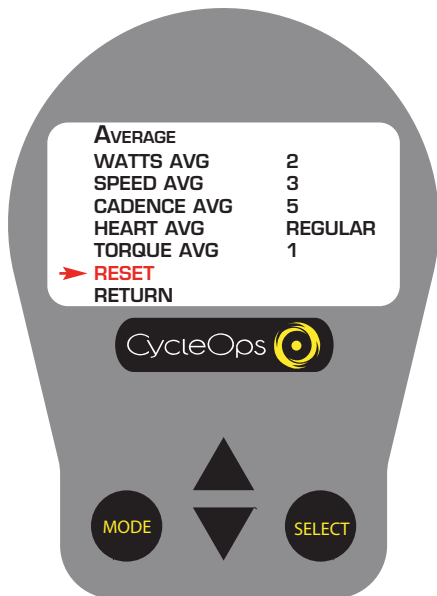 AVERAGE
WATTS AVG 2
SPEED AVG 3
CADENCE AVG 5
HEART AVG REGULAR
TORQUE AVG 1
RESET
RETURN
CycleOps
MODE SELECT